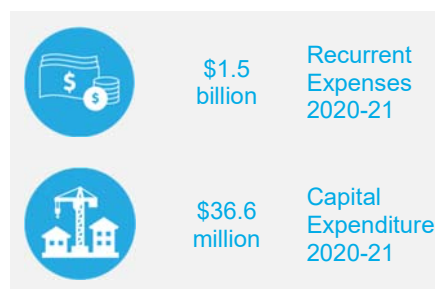 $
$
$1.5
billion
Recurrent
Expenses
2020-21
$36.6
million
Capital
Expenditure
2020-21